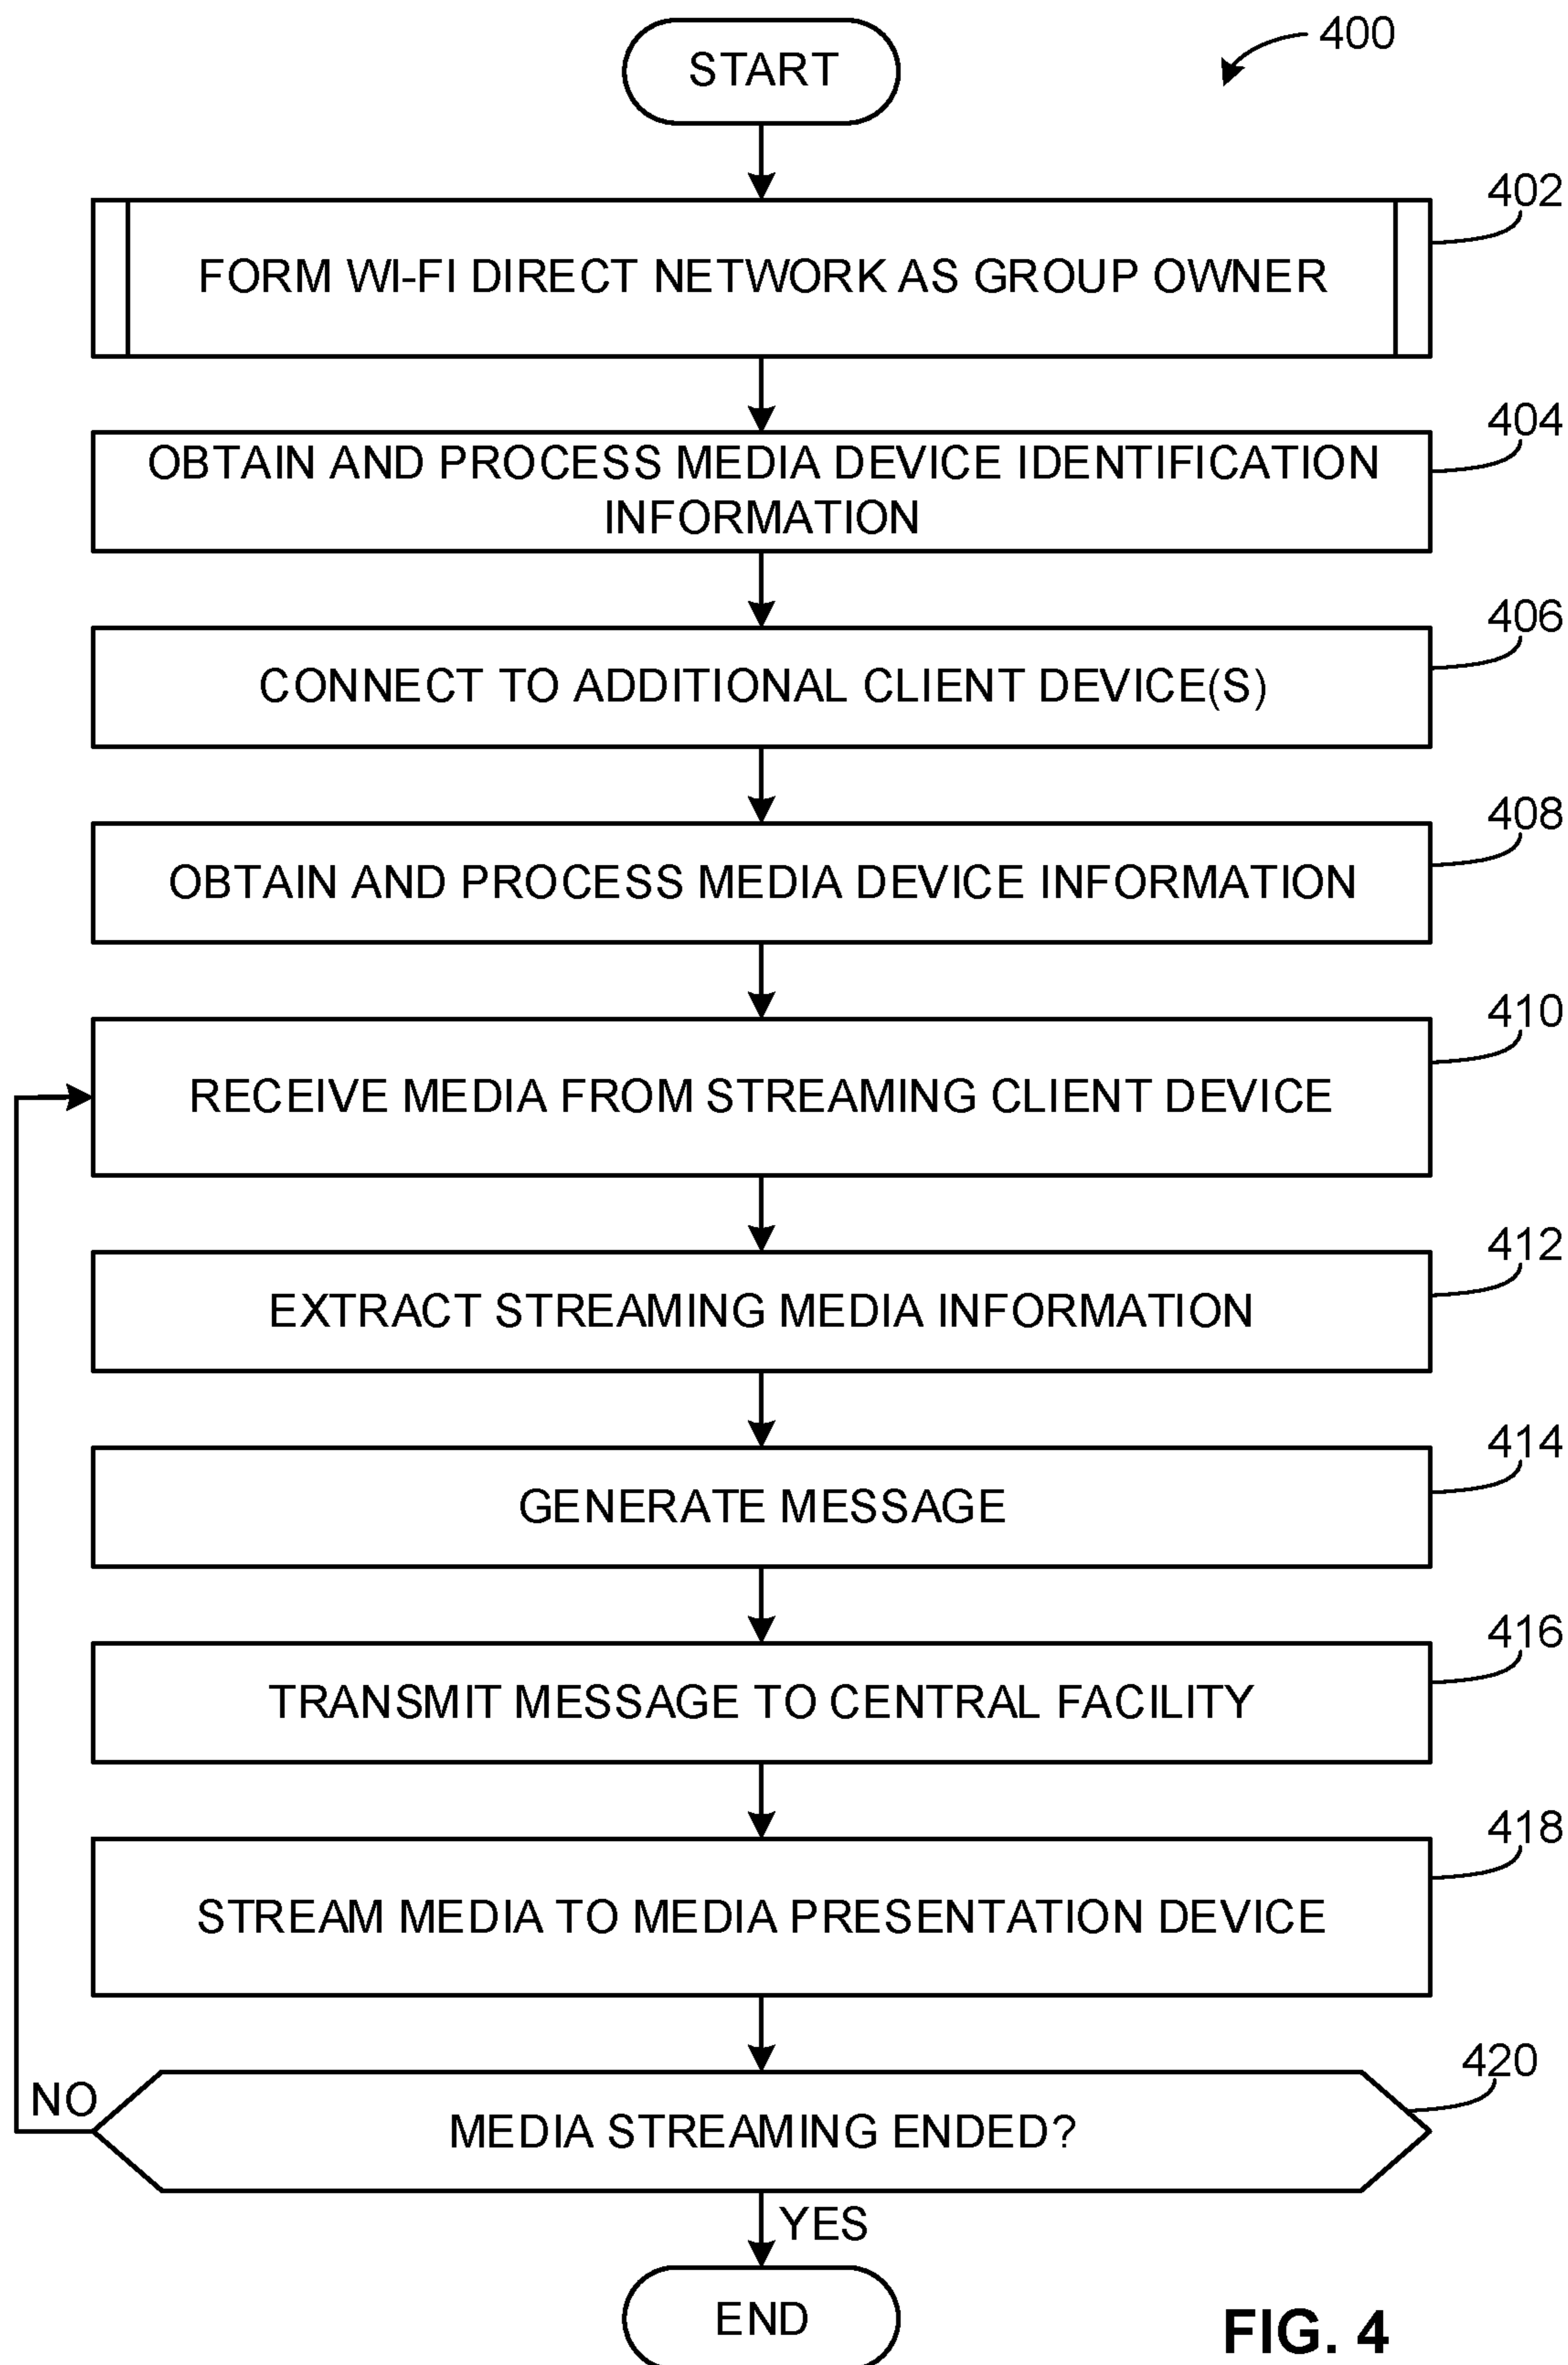 START
400
402
FORM WI-FI DIRECT NETWORK AS GROUP OWNER
404
OBTAIN AND PROCESS MEDIA DEVICE IDENTIFICATION
INFORMATION
406
CONNECT TO ADDITIONAL CLIENT DEVICE(S)
408
OBTAIN AND PROCESS MEDIA DEVICE INFORMATION
410
RECEIVE MEDIA FROM STREAMING CLIENT DEVICE
412
EXTRACT STREAMING MEDIA INFORMATION
414
GENERATE MESSAGE
416
TRANSMIT MESSAGE TO CENTRAL FACILITY
418
STREAM MEDIA TO MEDIA PRESENTATION DEVICE
420
NO
MEDIA STREAMING ENDED?
YES
END
FIG. 4